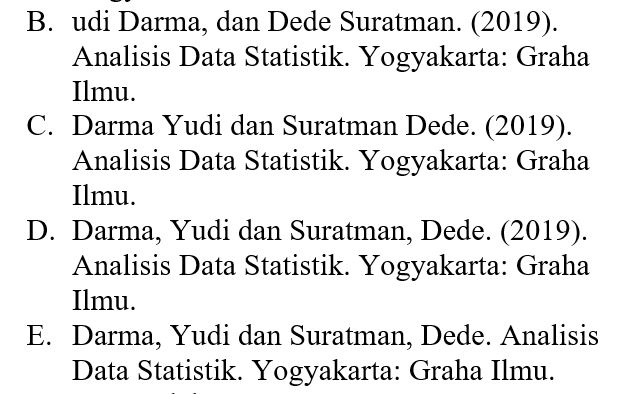 B. udi Darma, dan Dede Suratman. (2019).
Analisis Data Statistik. Yogyakarta: Graha
Ilmu.
C. Darma Yudi dan Suratman Dede. (2019).
Analisis Data Statistik. Yogyakarta: Graha
Ilmu.
D. Darma, Yudi dan Suratman, Dede. (2019).
Analisis Data Statistik. Yogyakarta: Graha
Ilmu.
E. Darma, Yudi dan Suratman, Dede. Analisis
Data Statistik. Yogyakarta: Graha Ilmu.